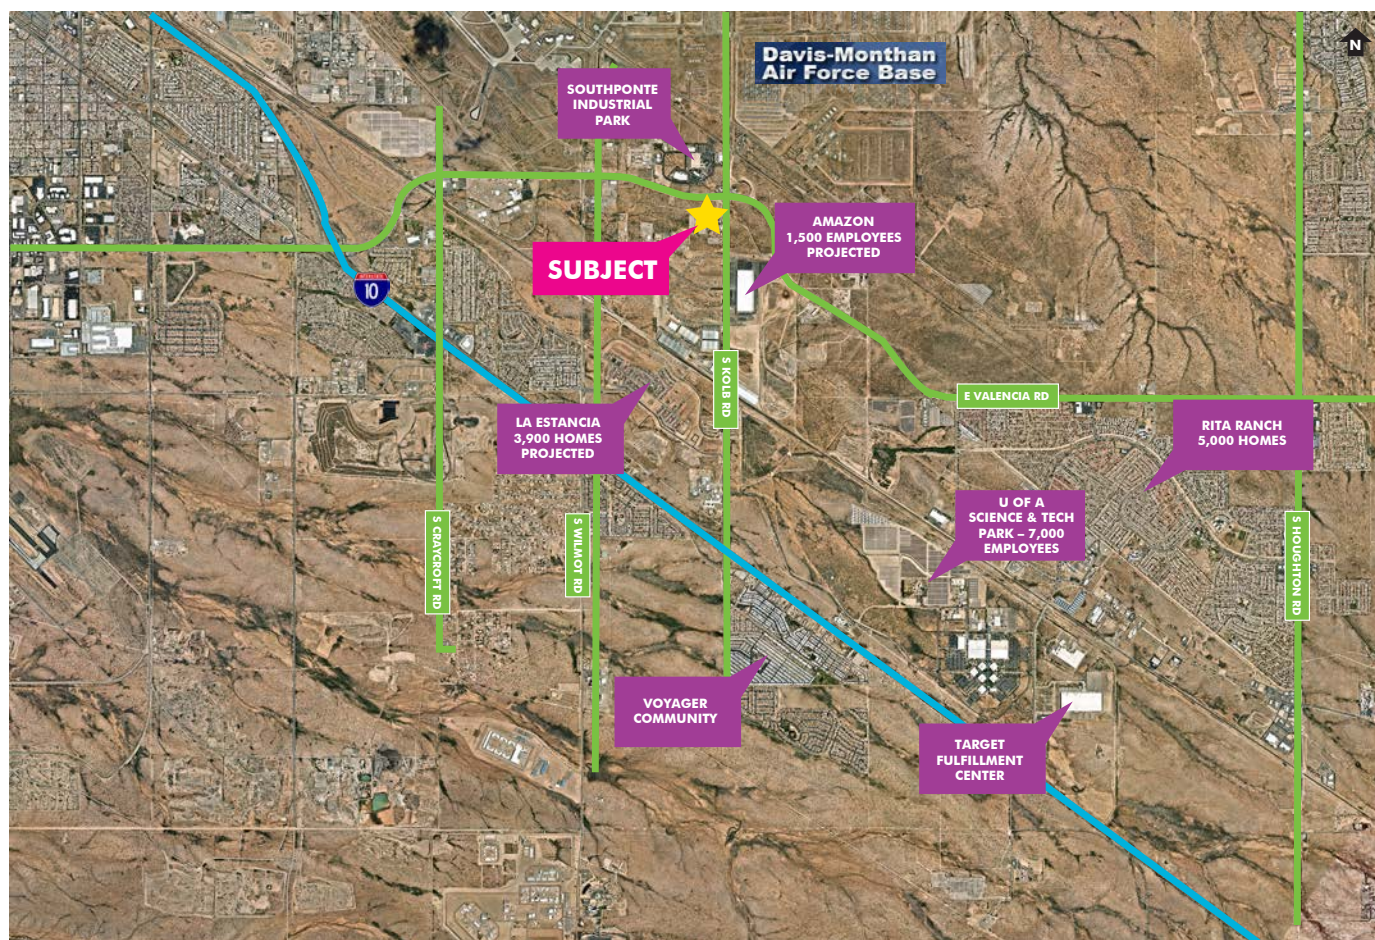 Davis-Monthan
Air Force Base
N
SOUTHPONTE
INDUSTRIAL
PARK
AMAZON
1,500 EMPLOYEES
PROJECTED
SUBJECT
INTERSTATE
10
S KOLB RD
E VALENCIA RD
LA ESTANCIA
3,900 HOMES
PROJECTED
RITA RANCH
5,000 HOMES
U OF A
SCIENCE & TECH
PARK – 7,000
EMPLOYEES
S CRAYCROFT RD
S WILMOT RD
S HOUGHTON RD
VOYAGER
COMMUNITY
TARGET
FULFILLMENT
CENTER